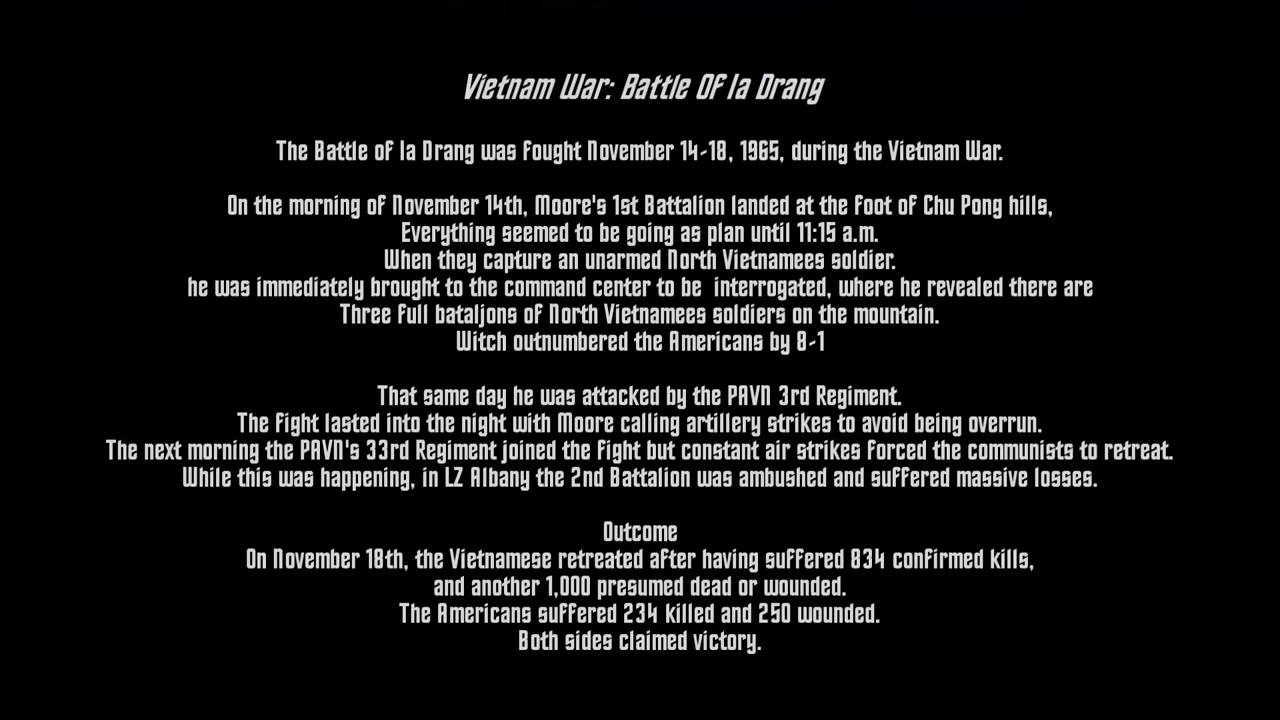 Vietnam War: Battle Of Ia Drang
The Battle of Ia Drang was fought November 14-18, 1965, during the Vietnam War.
On the morning of November 14th, Moore's 1st Battalion landed at the foot of Chu Pong hills,
Everything seemed to be going as plan until 11:15 a.m.
When they capture an unarmed North Vietnamees soldier.
he was immediately brought to the command center to be  interrogated, where he revealed there are
Three full bataljons of North Vietnamees soldiers on the mountain.
Witch outnumbered the Americans by 8-1
That same day he was attacked by the PAVN 3rd Regiment.
The fight lasted into the night with Moore calling artillery strikes to avoid being overrun.
The next morning the PAVN's 33rd Regiment joined the fight but constant air strikes forced the communists to retreat.
While this was happening, in LZ Albany the 2nd Battalion was ambushed and suffered massive losses.
Outcome
On November 18th, the Vietnamese retreated after having suffered 834 confirmed kills,
and another 1,000 presumed dead or wounded.
The Americans suffered 234 killed and 250 wounded.
Both sides claimed victory.